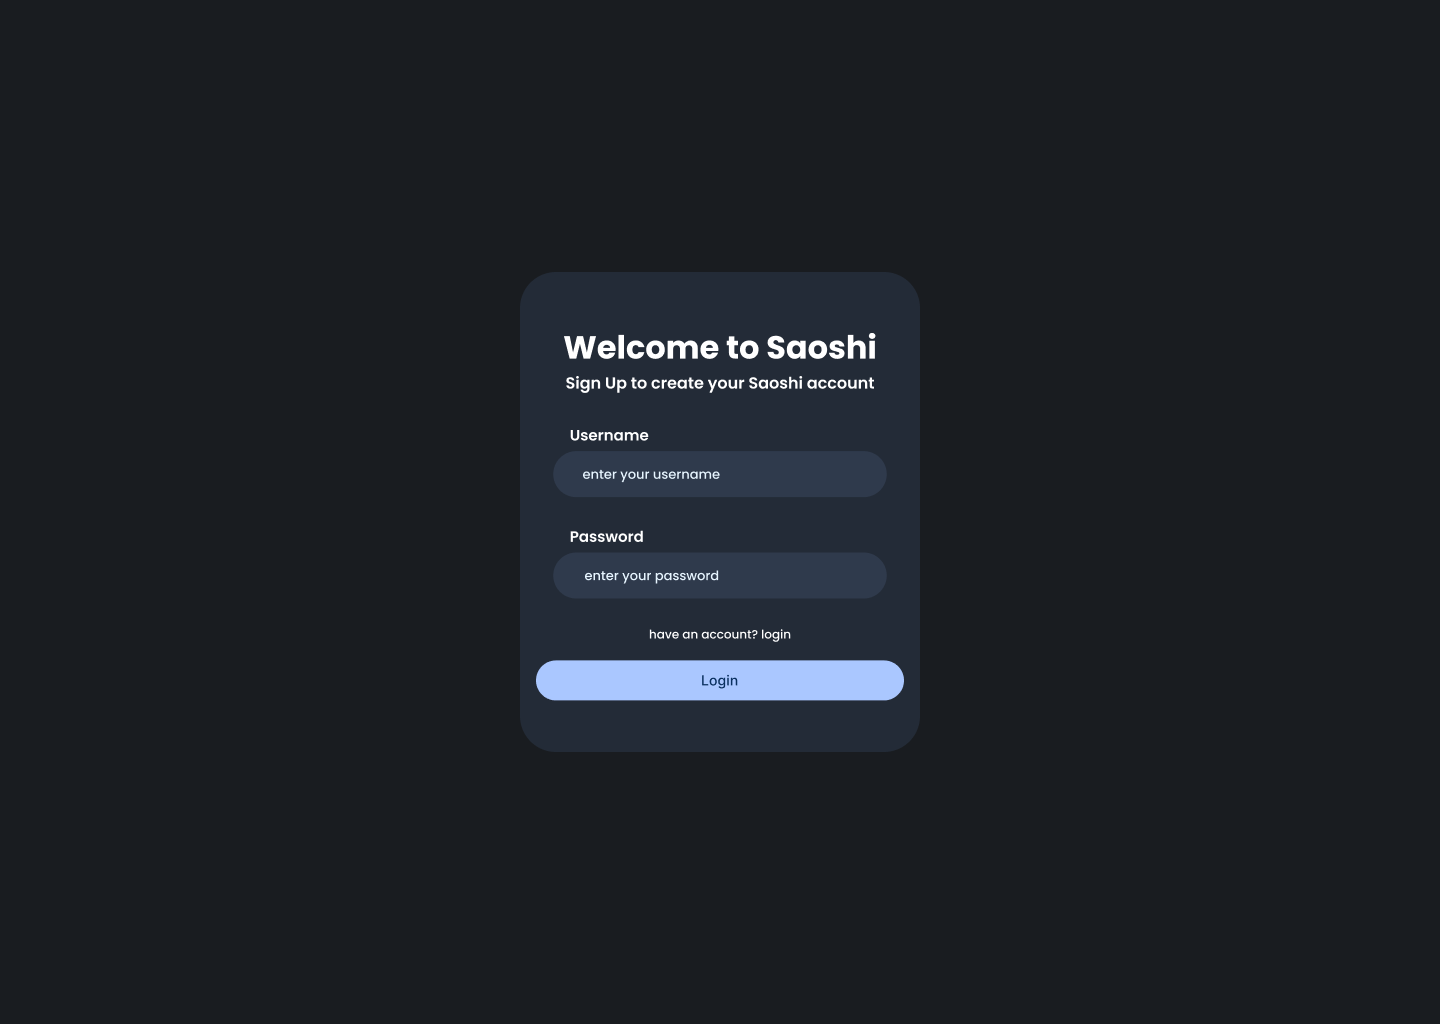 Welcome to Saoshi
Sign Up to create your Saoshi account
Username
enter your username
Password
enter your password
have an account? login
Login